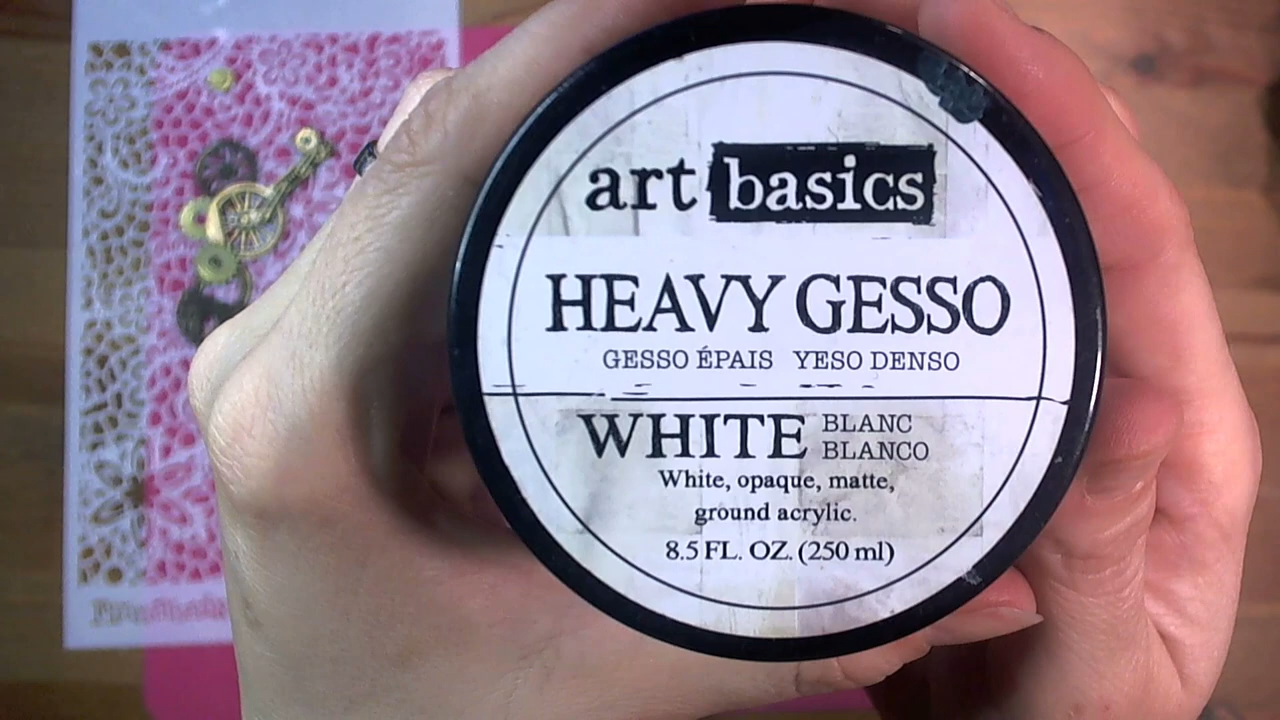 art basics
HEAVY GESSO
GESSO ÉPAIS YESO DENSO
WHITE BLANC
BLANCO
White, opaque, matte,
ground acrylic.
8.5 FL. OZ. (250 ml)